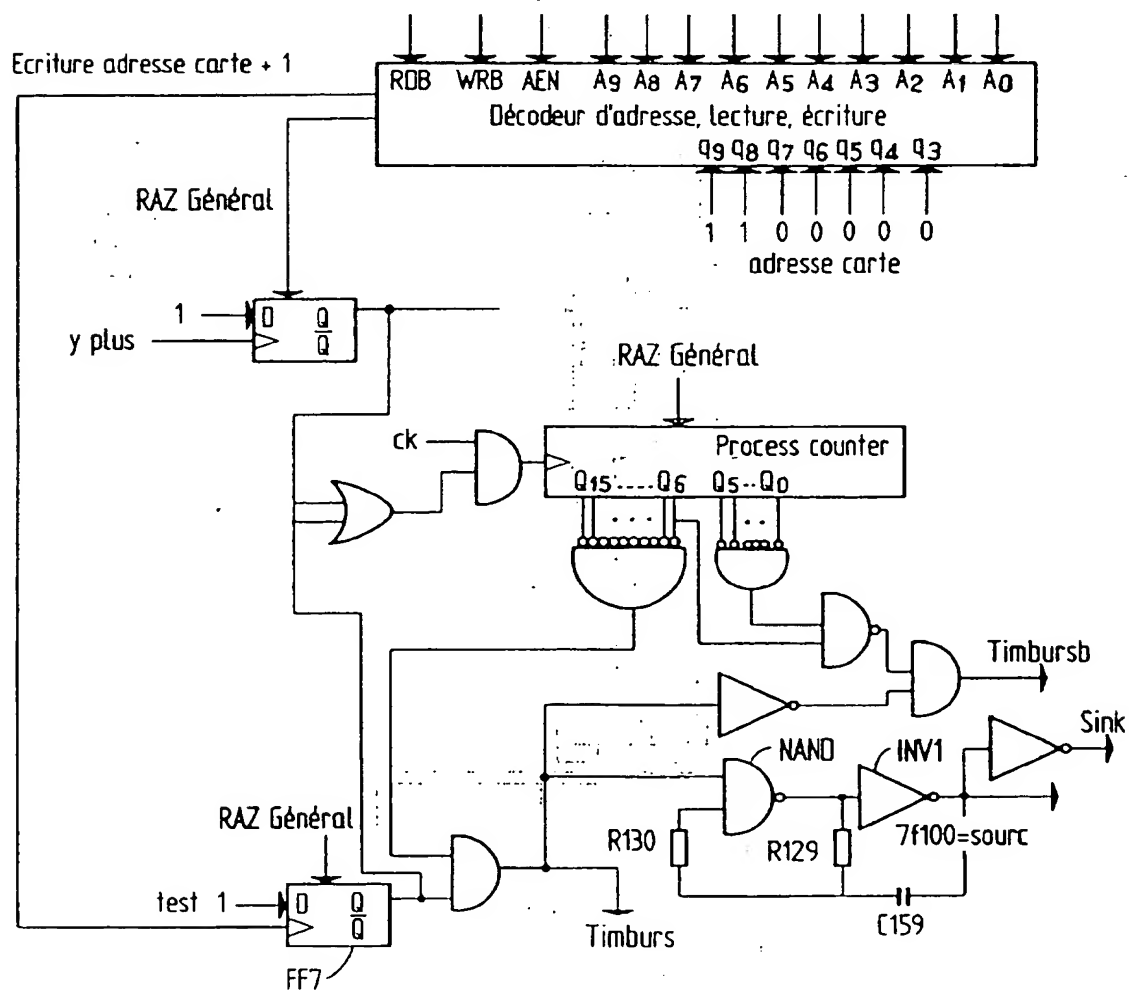 Ecriture adresse carte + 1
RDB WRB AEN A9 A8 A7 A6 A5 A4 A3 A2 A1 A0
Décodeur d'adresse, lecture, écriture
q9 q8 q7 q6 q5 q4 q3
RAZ Général
1 1 0 0 0 0 0
adresse carte
1
D Q
Q
y plus
RAZ Général
ck
Process counter
Q15.....Q6 Q5..Q0
Timbursb
Sink
NAND
INV1
RAZ Général
R130
R129
7f100=sourc
test 1
D Q
Q
C159
Timburs
FF7